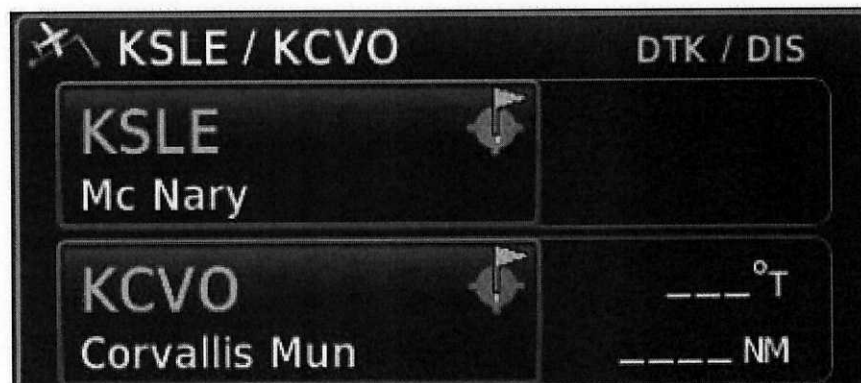 KSLE / KCVO DTK / DIS
KSLE
Mc Nary
KCVO ___°T
Corvallis Mun ____ NM